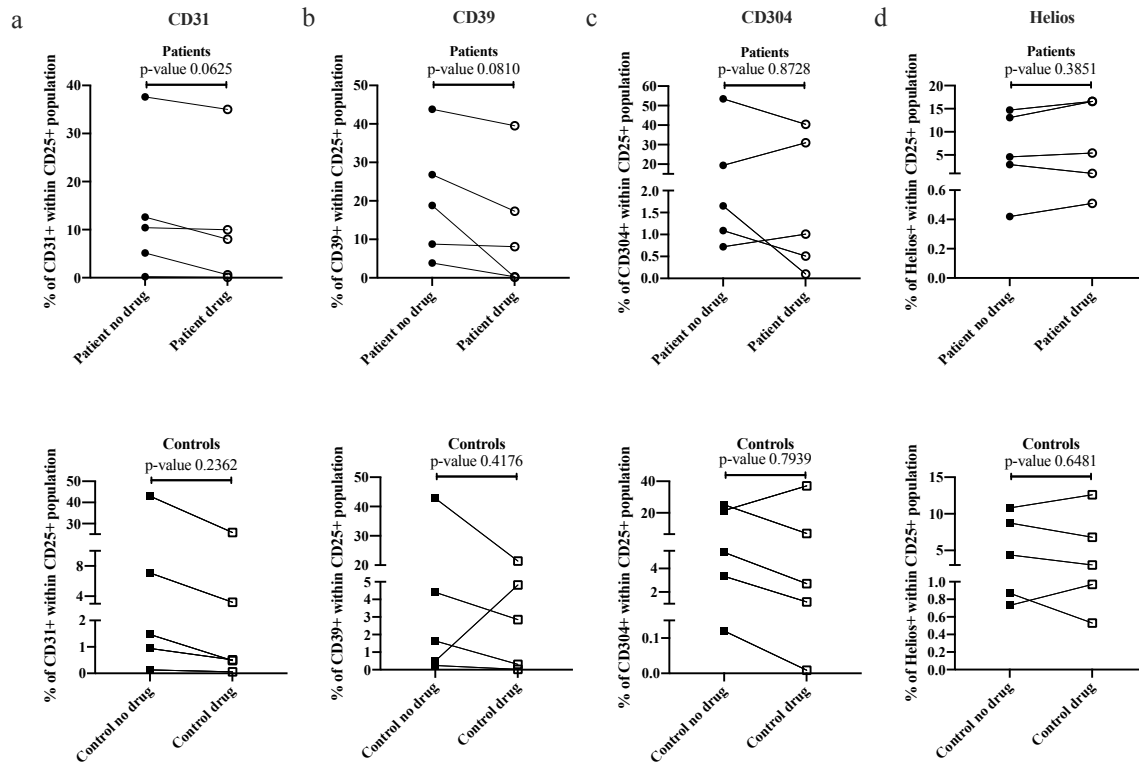 a
CD31
b
CD39
c
CD304
d
Helios
Patients
p-value 0.0625
% of CD31+ within CD25+ population
40
30
20
10
0
Patient no drug
Patient drug
Patients
p-value 0.0810
% of CD39+ within CD25+ population
50
40
30
20
10
0
Patient no drug
Patient drug
Patients
p-value 0.8728
% of CD304+ within CD25+ population
60
50
40
30
20
2.0
1.5
1.0
0.5
0.0
Patient no drug
Patient drug
Patients
p-value 0.3851
% of Helios+ within CD25+ population
20
15
10
5
0.6
0.4
0.2
0.0
Patient no drug
Patient drug
Controls
p-value 0.2362
% of CD31+ within CD25+ population
50
40
30
8
4
2
1
0
Control no drug
Control drug
Controls
p-value 0.4176
% of CD39+ within CD25+ population
50
40
30
20
5
4
3
2
1
0
Control no drug
Control drug
Controls
p-value 0.7939
% of CD304+ within CD25+ population
40
20
4
2
0.1
0.0
Control no drug
Control drug
Controls
p-value 0.6481
% of Helios+ within CD25+ population
15
10
5
1.0
0.8
0.6
0.4
0.2
0.0
Control no drug
Control drug